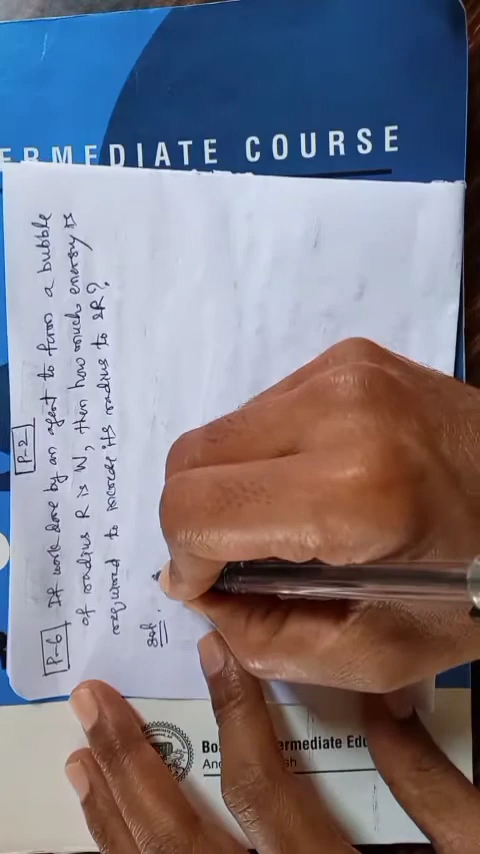 P-2
P-6 If work done by an agent to form a bubble
of radius R is W, then how much energy is
required to increase its radius to 2R?
Sol.
ERMEDIATE COURSE
Bo
ermediate Edu
An
sh